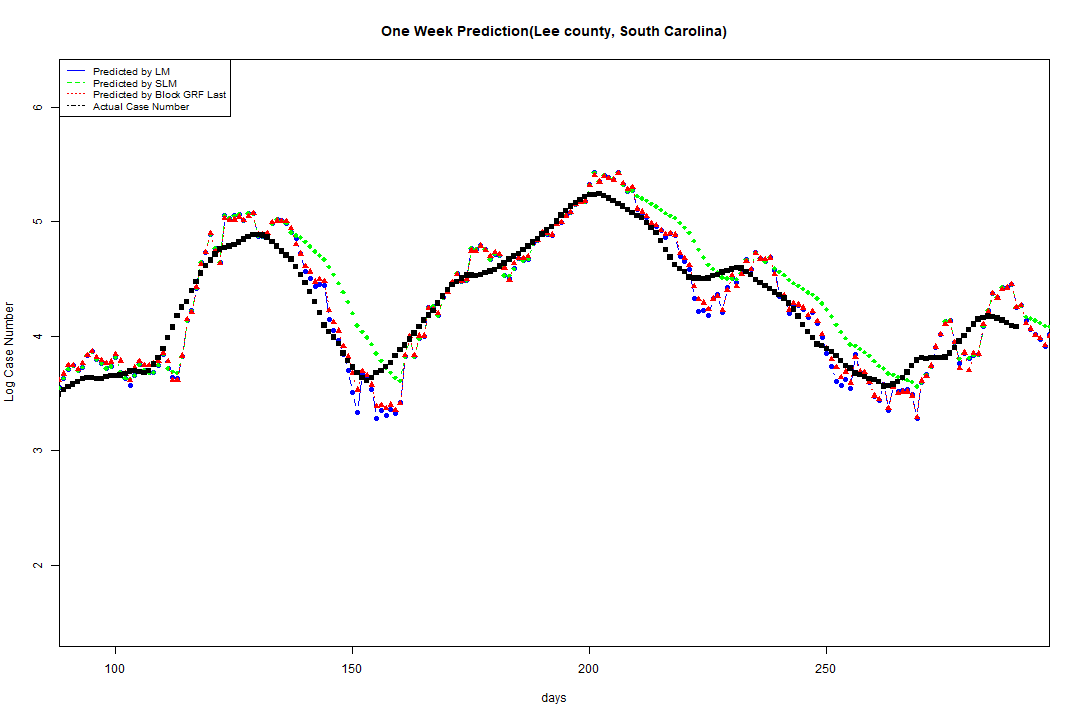 One Week Prediction(Lee county, South Carolina)
Predicted by LM
Predicted by SLM
Predicted by Block GRF Last
Actual Case Number
6
5
4
3
2
Log Case Number
100 150 200 250
days